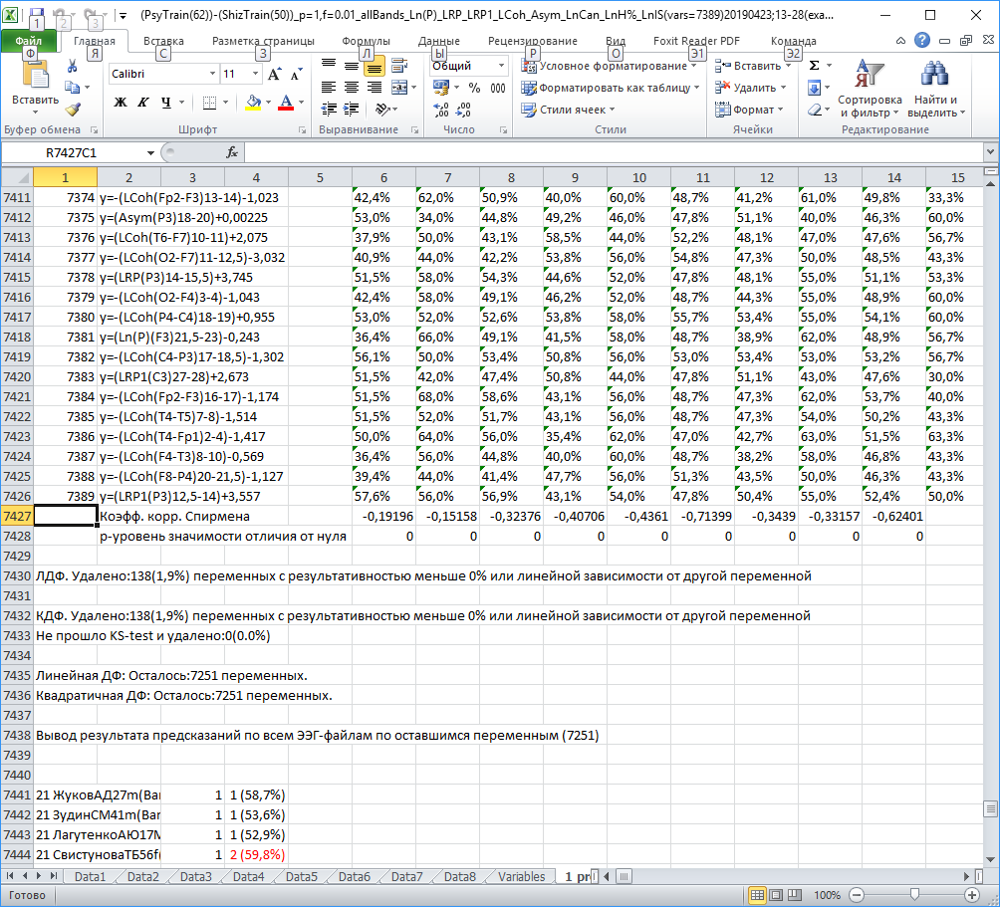 (PsyTrain(62))-(ShizTrain(50))_p=1,f=0.01_allBands_Ln(P)_LRP_LRP1_LCoh_Asym_LnCan_LnH%_LnIS(vars=7389)20190423;13-28(exa...
1 2 3
Файл Главная Вставка Разметка страницы Формулы Данные Рецензирование Вид Foxit Reader PDF Команда
Ф Я С З Л Ы Р О Э1 Э2
Вставить Calibri 11 Общий Условное форматирование Вставить Σ
Ж К Ч % 000 Форматировать как таблицу Удалить Сортировка и фильтр Найти и выделить
Стили ячеек Формат
Буфер обмена Шрифт Выравнивание Число Стили Ячейки Редактирование
R7427C1 fx
1 2 3 4 5 6 7 8 9 10 11 12 13 14 15
7411 7374 y=-(LCoh(Fp2-F3)13-14)-1,023 42,4% 62,0% 50,9% 40,0% 60,0% 48,7% 41,2% 61,0% 49,8% 33,3%
7412 7375 y=(Asym(P3)18-20)+0,00225 53,0% 34,0% 44,8% 49,2% 46,0% 47,8% 51,1% 40,0% 46,3% 60,0%
7413 7376 y=(LCoh(T6-F7)10-11)+2,075 37,9% 50,0% 43,1% 58,5% 44,0% 52,2% 48,1% 47,0% 47,6% 56,7%
7414 7377 y=-(LCoh(O2-F7)11-12,5)-3,032 40,9% 44,0% 42,2% 53,8% 56,0% 54,8% 47,3% 50,0% 48,5% 43,3%
7415 7378 y=(LRP(P3)14-15,5)+3,745 51,5% 58,0% 54,3% 44,6% 52,0% 47,8% 48,1% 55,0% 51,1% 53,3%
7416 7379 y=-(LCoh(O2-F4)3-4)-1,043 42,4% 58,0% 49,1% 46,2% 52,0% 48,7% 44,3% 55,0% 48,9% 60,0%
7417 7380 y=-(LCoh(P4-C4)18-19)+0,955 53,0% 52,0% 52,6% 53,8% 58,0% 55,7% 53,4% 55,0% 54,1% 60,0%
7418 7381 y=(Ln(P)(F3)21,5-23)-0,243 36,4% 66,0% 49,1% 41,5% 58,0% 48,7% 38,9% 62,0% 48,9% 56,7%
7419 7382 y=-(LCoh(C4-P3)17-18,5)-1,302 56,1% 50,0% 53,4% 50,8% 56,0% 53,0% 53,4% 53,0% 53,2% 56,7%
7420 7383 y=(LRP1(C3)27-28)+2,673 51,5% 42,0% 47,4% 50,8% 44,0% 47,8% 51,1% 43,0% 47,6% 30,0%
7421 7384 y=-(LCoh(Fp2-F3)16-17)-1,174 51,5% 68,0% 58,6% 43,1% 56,0% 48,7% 47,3% 62,0% 53,7% 40,0%
7422 7385 y=-(LCoh(T4-T5)7-8)-1,514 51,5% 52,0% 51,7% 43,1% 56,0% 48,7% 47,3% 54,0% 50,2% 43,3%
7423 7386 y=-(LCoh(T4-Fp1)2-4)-1,417 50,0% 64,0% 56,0% 35,4% 62,0% 47,0% 42,7% 63,0% 51,5% 63,3%
7424 7387 y=-(LCoh(F4-T3)8-10)-0,569 36,4% 56,0% 44,8% 40,0% 60,0% 48,7% 38,2% 58,0% 46,8% 43,3%
7425 7388 y=-(LCoh(F8-P4)20-21,5)-1,127 39,4% 44,0% 41,4% 47,7% 56,0% 51,3% 43,5% 50,0% 46,3% 43,3%
7426 7389 y=(LRP1(P3)12,5-14)+3,557 57,6% 56,0% 56,9% 43,1% 54,0% 47,8% 50,4% 55,0% 52,4% 50,0%
7427 Коэфф. корр. Спирмена -0,19196 -0,15158 -0,32376 -0,40706 -0,4361 -0,71399 -0,3439 -0,33157 -0,62401
7428 p-уровень значимости отличия от нуля 0 0 0 0 0 0 0 0 0
7429
7430 ЛДФ. Удалено:138(1,9%) переменных с результативностью меньше 0% или линейной зависимости от другой переменной
7431
7432 КДФ. Удалено:138(1,9%) переменных с результативностью меньше 0% или линейной зависимости от другой переменной
7433 Не прошло KS-test и удалено:0(0.0%)
7434
7435 Линейная ДФ: Осталось:7251 переменных.
7436 Квадратичная ДФ: Осталось:7251 переменных.
7437
7438 Вывод результата предсказаний по всем ЭЭГ-файлам по оставшимся переменным (7251)
7439
7440
7441 21 ЖуковАД27m(Bar 1 1 (58,7%)
7442 21 ЗудинСМ41m(Bar 1 1 (53,6%)
7443 21 ЛагутенкоАЮ17M 1 1 (52,9%)
7444 21 СвистуноваТБ56f( 1 2 (59,8%)
Data1 Data2 Data3 Data4 Data5 Data6 Data7 Data8 Variables 1 pr
Готово 100%